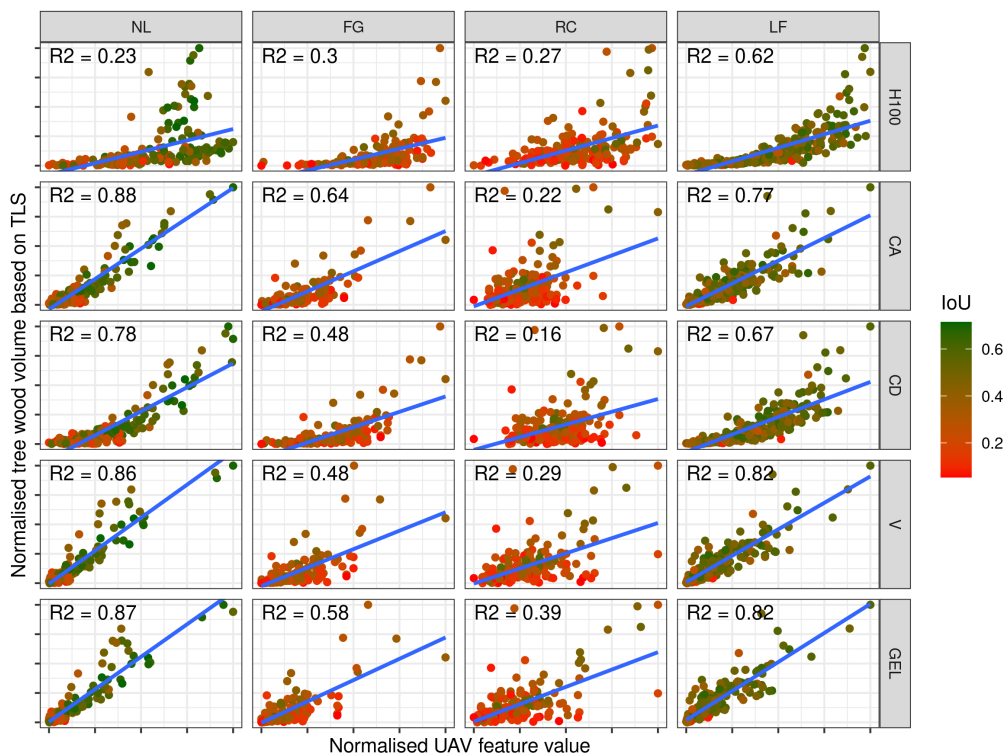 NL FG RC LF
R2 = 0.23 R2 = 0.3 R2 = 0.27 R2 = 0.62 H100
R2 = 0.88 R2 = 0.64 R2 = 0.22 R2 = 0.77 CA
R2 = 0.78 R2 = 0.48 R2 = 0.16 R2 = 0.67 CD
R2 = 0.86 R2 = 0.48 R2 = 0.29 R2 = 0.82 V
R2 = 0.87 R2 = 0.58 R2 = 0.39 R2 = 0.82 GEL
Normalised tree wood volume based on TLS
Normalised UAV feature value
IoU
0.6
0.4
0.2